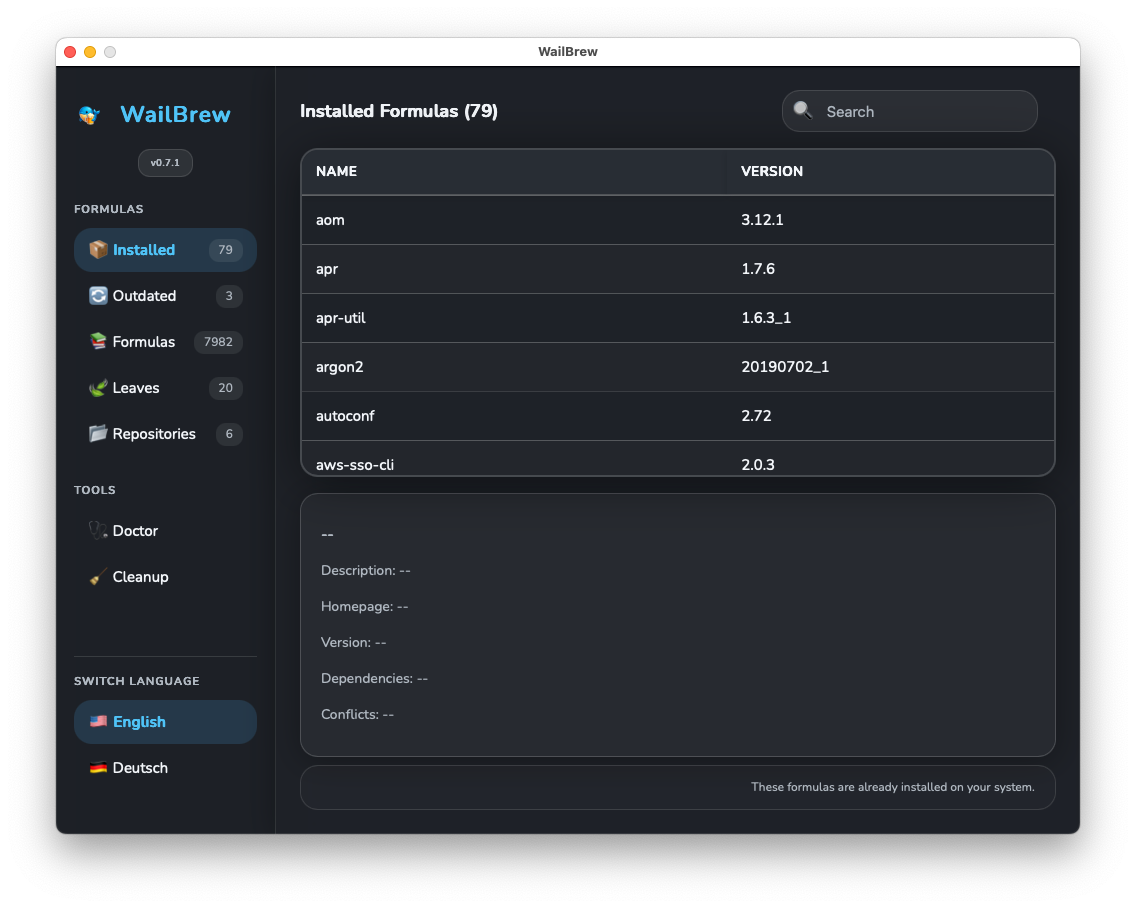 WailBrew
WailBrew
v0.7.1
FORMULAS
Installed 79
Outdated 3
Formulas 7982
Leaves 20
Repositories 6
TOOLS
Doctor
Cleanup
SWITCH LANGUAGE
English
Deutsch
Installed Formulas (79)
Search
NAME VERSION
aom 3.12.1
apr 1.7.6
apr-util 1.6.3_1
argon2 20190702_1
autoconf 2.72
aws-sso-cli 2.0.3
--
Description: --
Homepage: --
Version: --
Dependencies: --
Conflicts: --
These formulas are already installed on your system.